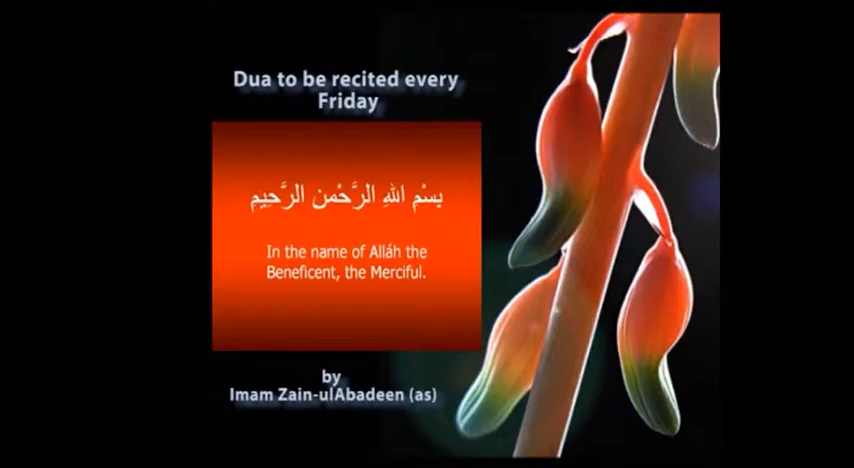 Dua to be recited every
Friday
بِسْمِ اللهِ الرَّحْمنِ الرَّحِيمِ
In the name of Alláh the
Beneficent, the Merciful.
by
Imam Zain-ulAbadeen (as)